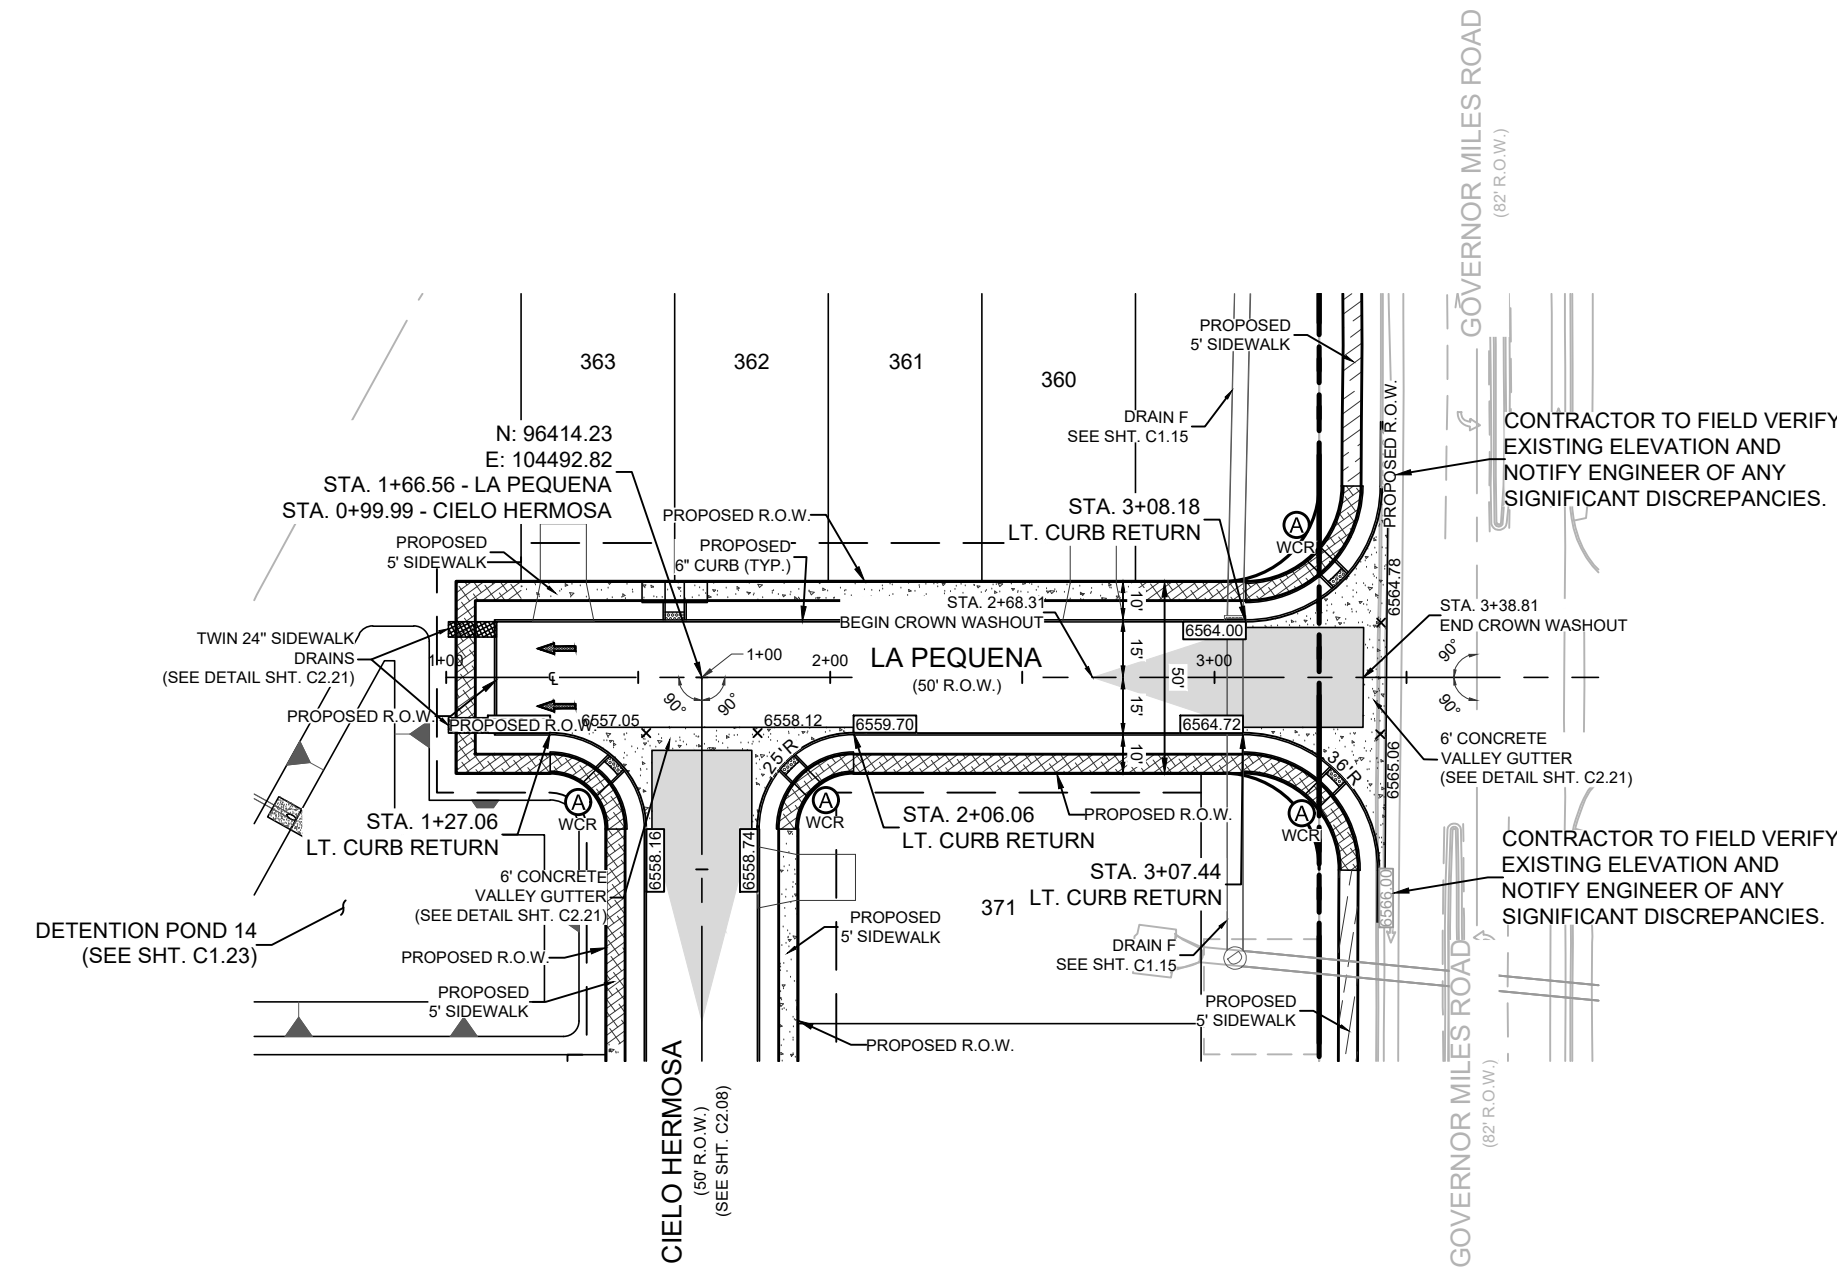 GOVERNOR MILES ROAD
(82' R.O.W.)
363
362
361
360
PROPOSED
5' SIDEWALK
DRAIN F
SEE SHT. C1.15
PROPOSED R.O.W.
CONTRACTOR TO FIELD VERIFY
EXISTING ELEVATION AND
NOTIFY ENGINEER OF ANY
SIGNIFICANT DISCREPANCIES.
N: 96414.23
E: 104492.82
STA. 1+66.56 - LA PEQUENA
STA. 0+99.99 - CIELO HERMOSA
PROPOSED R.O.W.
STA. 3+08.18
LT. CURB RETURN
A
WCR
PROPOSED
5' SIDEWALK
PROPOSED
6" CURB (TYP.)
6564.78
10'
STA. 2+68.31
BEGIN CROWN WASHOUT
6564.00
STA. 3+38.81
END CROWN WASHOUT
TWIN 24" SIDEWALK
DRAINS
(SEE DETAIL SHT. C2.21)
1+00
℄
1+00
2+00
LA PEQUENA
(50' R.O.W.)
15'
50'
3+00
90°
90°
90°
90°
15'
PROPOSED R.O.W.
PROPOSED R.O.W.
6557.05
6558.12
6559.70
6564.72
10'
25'R
36'R
6565.06
6' CONCRETE
VALLEY GUTTER
(SEE DETAIL SHT. C2.21)
A
WCR
A
WCR
A
WCR
STA. 1+27.06
LT. CURB RETURN
STA. 2+06.06
LT. CURB RETURN
PROPOSED R.O.W.
6558.16
6558.74
CONTRACTOR TO FIELD VERIFY
EXISTING ELEVATION AND
NOTIFY ENGINEER OF ANY
SIGNIFICANT DISCREPANCIES.
6' CONCRETE
VALLEY GUTTER
(SEE DETAIL SHT. C2.21)
STA. 3+07.44
LT. CURB RETURN
371
6566.00
DETENTION POND 14
(SEE SHT. C1.23)
PROPOSED
5' SIDEWALK
PROPOSED R.O.W.
DRAIN F
SEE SHT. C1.15
D
PROPOSED
5' SIDEWALK
PROPOSED
5' SIDEWALK
PROPOSED R.O.W.
CIELO HERMOSA
(50' R.O.W.)
(SEE SHT. C2.08)
GOVERNOR MILES ROAD
(82' R.O.W.)